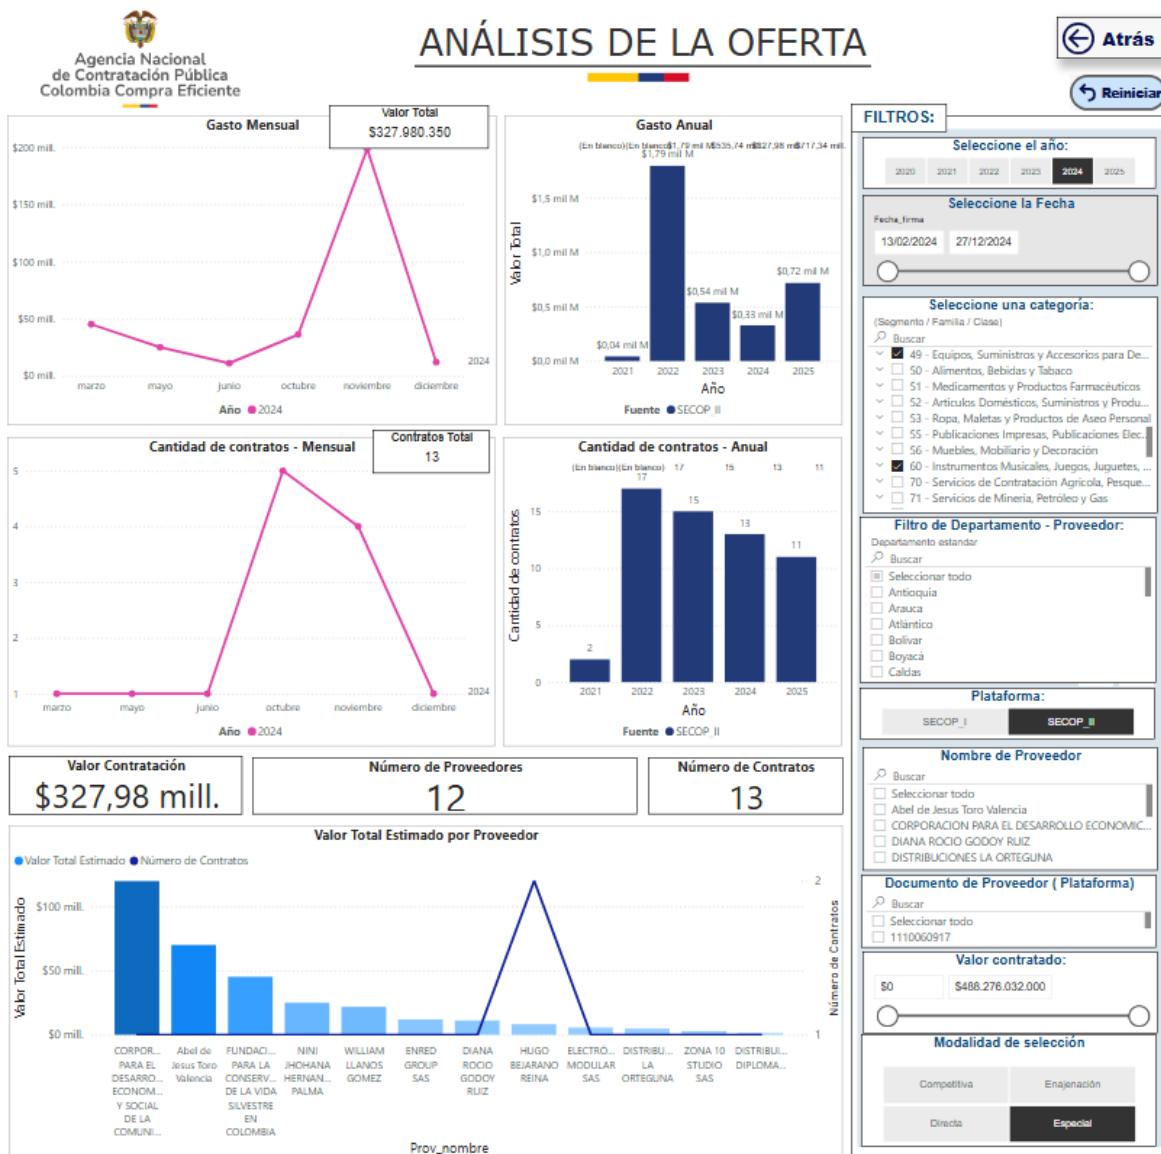 Agencia Nacional
de Contratación Pública
Colombia Compra Eficiente
ANÁLISIS DE LA OFERTA
Atrás
Reiniciar
Gasto Mensual
Valor Total
$327.980.350
$200 mill.
$150 mill.
$100 mill.
$50 mill.
$0 mill.
2024
marzo mayo junio octubre noviembre diciembre
Año 2024
Gasto Anual
(En blanco)
$1,79 mil M
$1,5 mil M
$1,0 mil M
$0,5 mil M
$0,0 mil M
Valor Total
$0,04 mil M
$0,54 mil M
$0,33 mil M
$0,72 mil M
2021 2022 2023 2024 2025
Año
Fuente SECOP_II
Cantidad de contratos - Mensual
Contratos Total
13
5
4
3
2
1
2024
marzo mayo junio octubre noviembre diciembre
Año 2024
Cantidad de contratos - Anual
(En blanco)(En blanco) 17 15 13 11
Cantidad de contratos
15
10
5
0
2
17
15
13
11
2021 2022 2023 2024 2025
Año
Fuente SECOP_II
Valor Contratación
$327,98 mill.
Número de Proveedores
12
Número de Contratos
13
Valor Total Estimado por Proveedor
Valor Total Estimado Número de Contratos
Valor Total Estimado
$100 mill.
$50 mill.
$0 mill.
2
1
Número de Contratos
CORPOR... PARA EL DESARRO... ECONOM... Y SOCIAL DE LA COMUNI...
Abel de Jesus Toro Valencia
FUNDACI... PARA LA CONSERV... DE LA VIDA SILVESTRE EN COLOMBIA
NINI JHOHANA HERNAN... PALMA
WILLIAM LLANOS GOMEZ
ENRED GROUP SAS
DIANA ROCIO GODOY RUIZ
HUGO BEJARANO REINA
ELECTRO... MODULAR SAS
DISTRIBU... LA ORTEGUNA
ZONA 10 STUDIO SAS
DISTRIBUI... DIPLOMA...
Prov_nombre
FILTROS:
Seleccione el año:
2020 2021 2022 2023 2024 2025
Seleccione la Fecha
Fecha_firma
13/02/2024 27/12/2024
Seleccione una categoría:
(Segmento / Familia / Clase)
Buscar
49 - Equipos, Suministros y Accesorios para De...
50 - Alimentos, Bebidas y Tabaco
51 - Medicamentos y Productos Farmacéuticos
52 - Artículos Domésticos, Suministros y Produ...
53 - Ropa, Maletas y Productos de Aseo Personal
55 - Publicaciones Impresas, Publicaciones Elec...
56 - Muebles, Mobiliario y Decoración
60 - Instrumentos Musicales, Juegos, Juguetes, ...
70 - Servicios de Contratación Agrícola, Pesque...
71 - Servicios de Minería, Petróleo y Gas
Filtro de Departamento - Proveedor:
Departamento estandar
Buscar
Seleccionar todo
Antioquia
Arauca
Atlántico
Bolívar
Boyacá
Caldas
Plataforma:
SECOP_I SECOP_II
Nombre de Proveedor
Buscar
Seleccionar todo
Abel de Jesus Toro Valencia
CORPORACION PARA EL DESARROLLO ECONOMIC...
DIANA ROCIO GODOY RUIZ
DISTRIBUCIONES LA ORTEGUNA
Documento de Proveedor ( Plataforma)
Buscar
Seleccionar todo
1110060917
Valor contratado:
$0 $488.276.032.000
Modalidad de selección
Competitiva Enajenación
Directa Especial